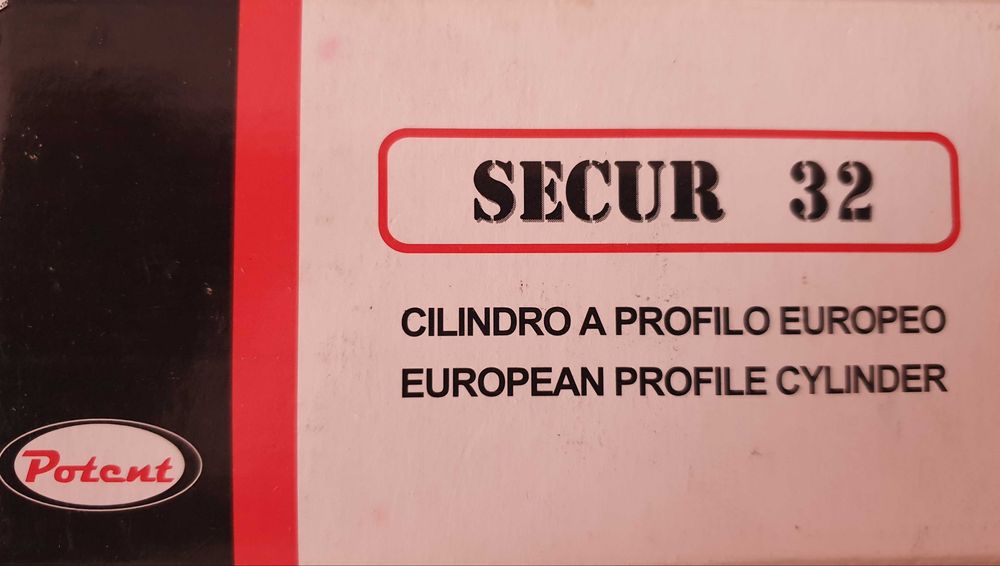 SECUR 32
CILINDRO A PROFILO EUROPEO
EUROPEAN PROFILE CYLINDER
Potent